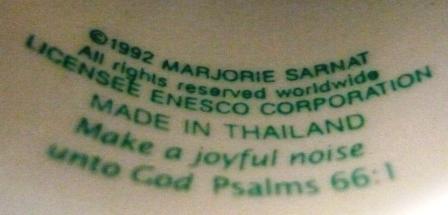 ©1992 MARJORIE SARNAT
All rights reserved worldwide
LICENSEE ENESCO CORPORATION
MADE IN THAILAND
Make a joyful noise
unto God Psalms 66:1